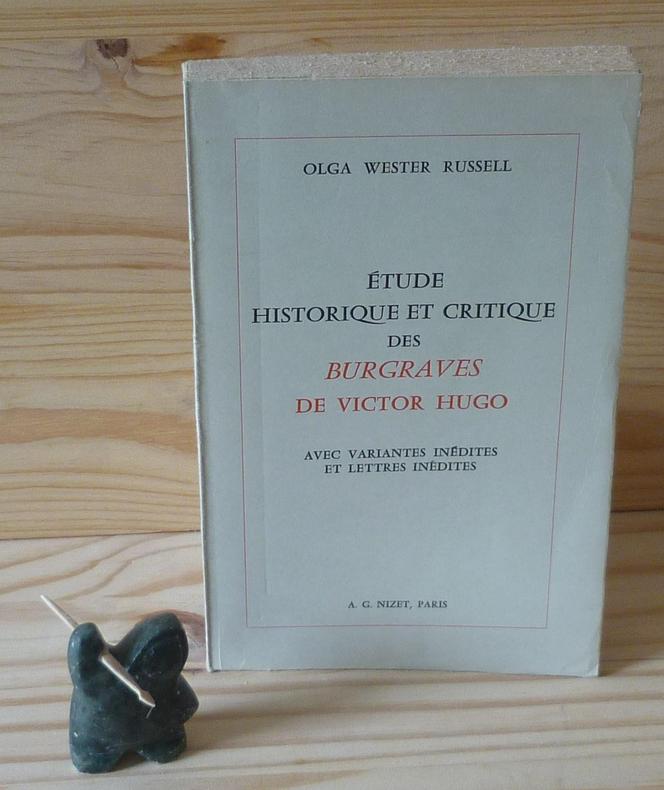 OLGA WESTER RUSSELL
ÉTUDE
HISTORIQUE ET CRITIQUE
DES
BURGRAVES
DE VICTOR HUGO
AVEC VARIANTES INÉDITES
ET LETTRES INÉDITES
A. G. NIZET, PARIS